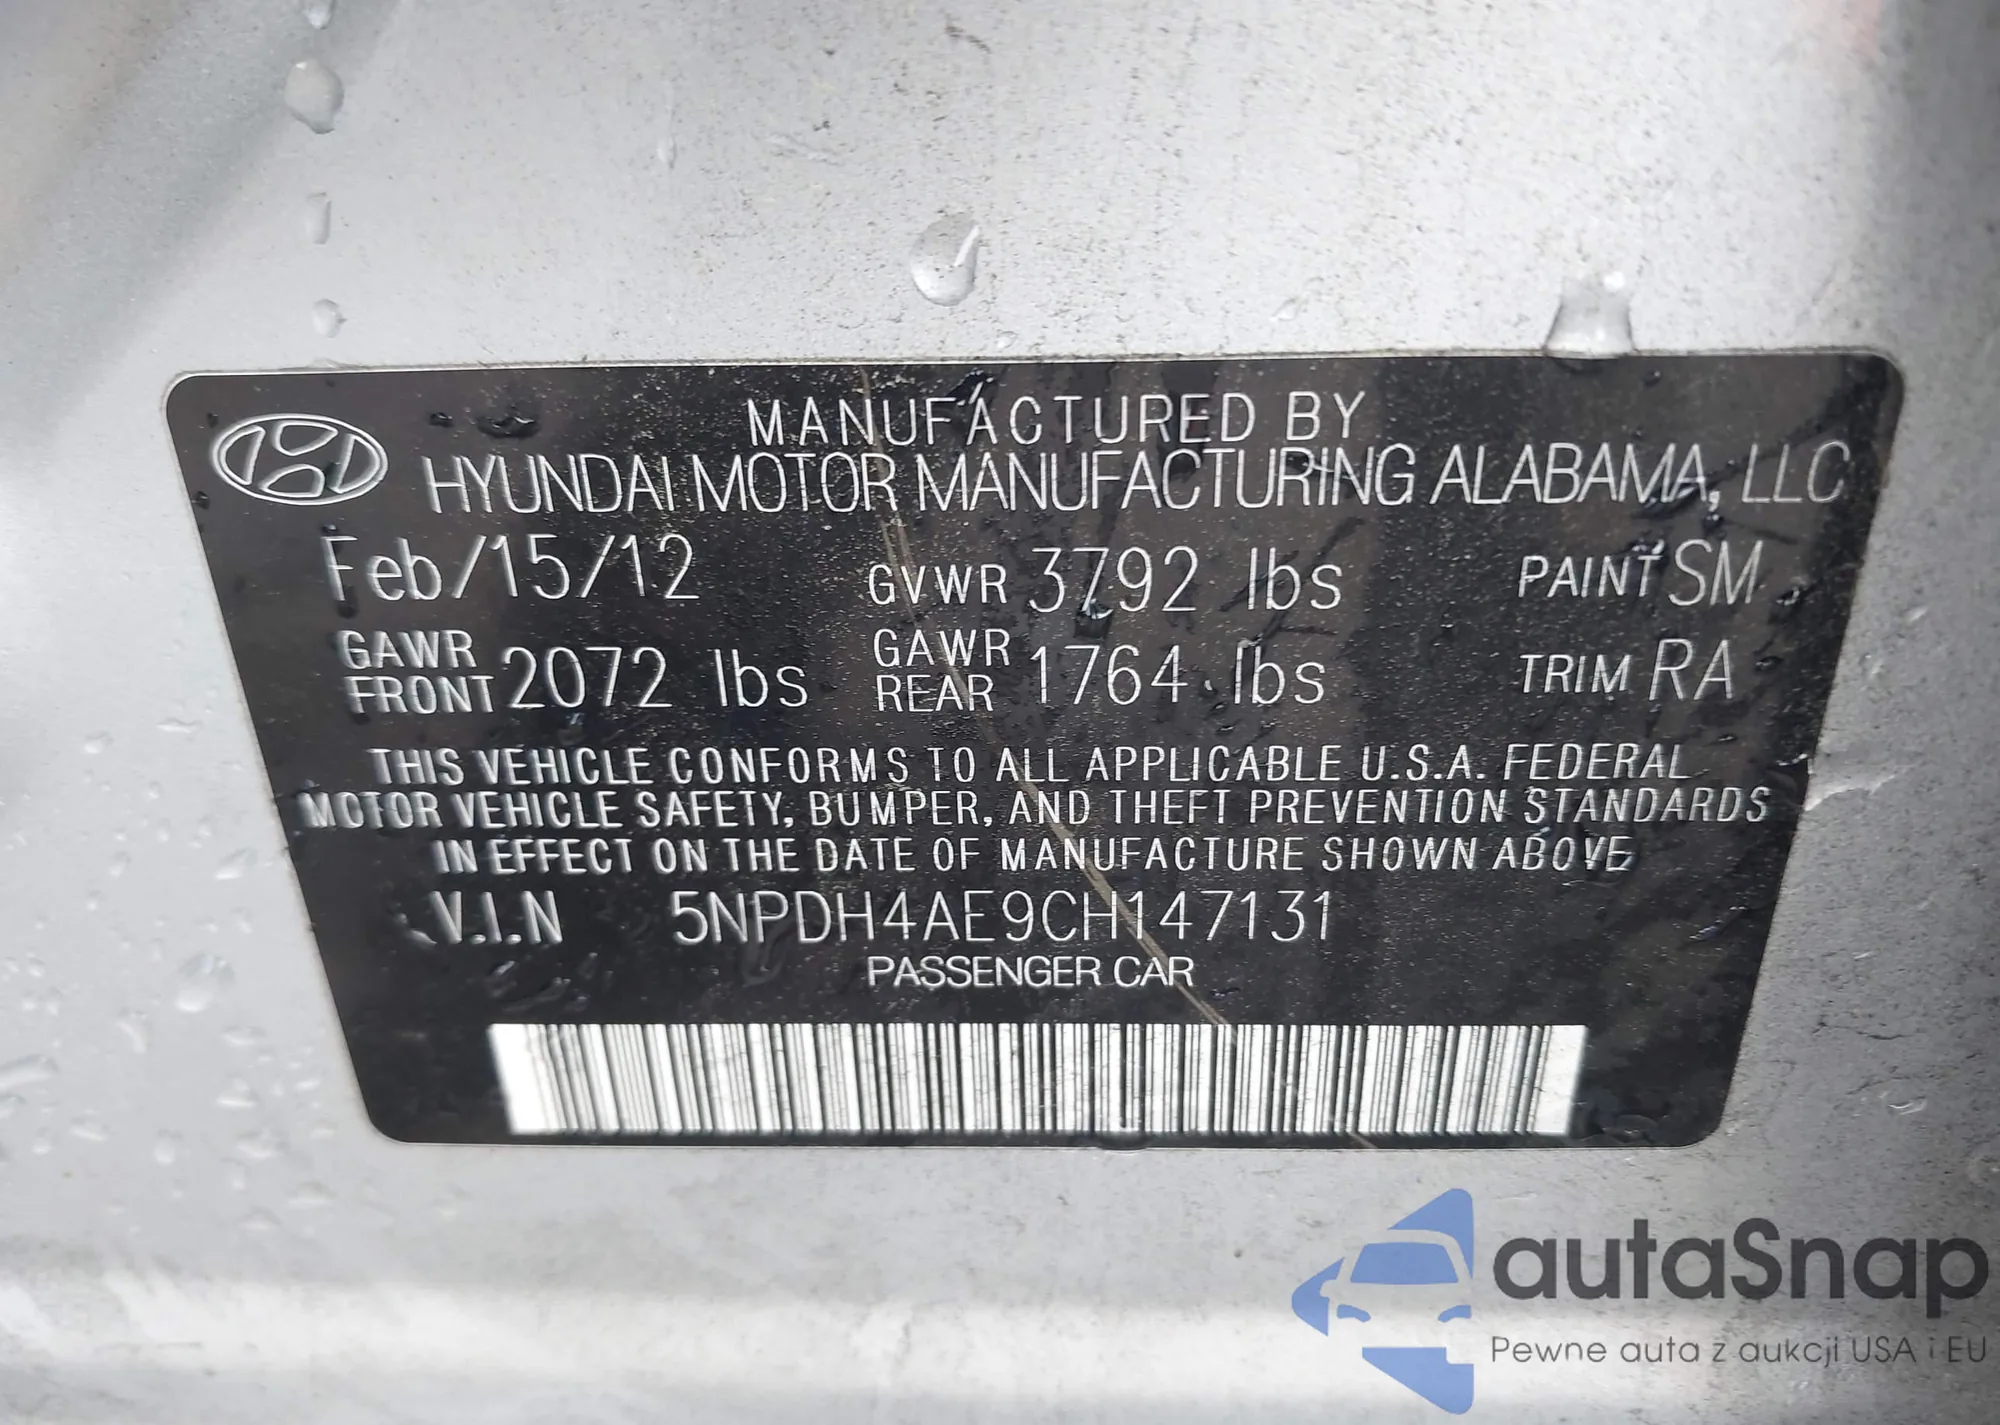 MANUFACTURED BY
HYUNDAI MOTOR MANUFACTURING ALABAMA, LLC
Feb/15/12 GVWR 3792 lbs PAINT SM
GAWR FRONT 2072 lbs GAWR REAR 1764 lbs TRIM RA
THIS VEHICLE CONFORMS TO ALL APPLICABLE U.S.A. FEDERAL
MOTOR VEHICLE SAFETY, BUMPER, AND THEFT PREVENTION STANDARDS
IN EFFECT ON THE DATE OF MANUFACTURE SHOWN ABOVE
V.I.N 5NPDH4AE9CH147131
PASSENGER CAR
autaSnap
Pewne auta z aukcji USA i EU